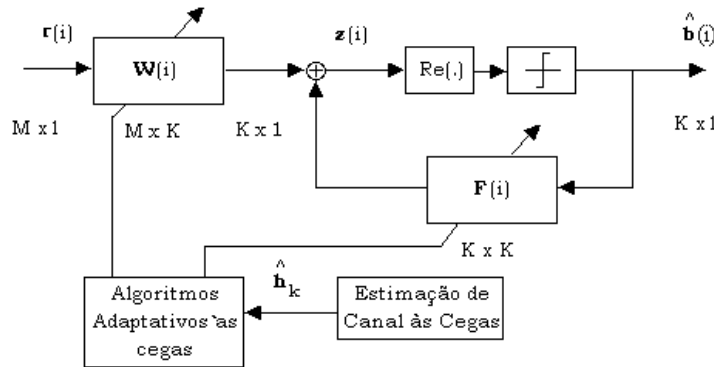 r(i)
W(i)
z(i)
Re(.)
b̂(i)
M x 1
M x K
K x 1
K x 1
F(i)
K x K
ĥₖ
Algoritmos
Adaptativos `as
cegas
Estimação de
Canal às Cegas